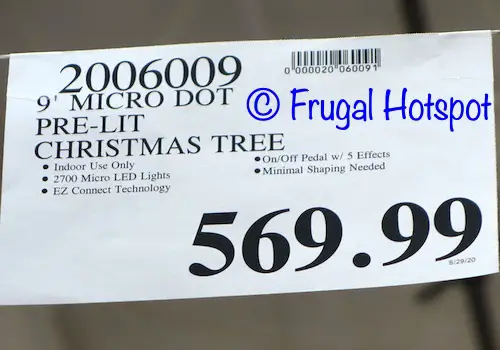 2006009
0 000020 060091
9' MICRO DOT
© Frugal Hotspot
PRE-LIT
CHRISTMAS TREE
• Indoor Use Only
• 2700 Micro LED Lights
• EZ Connect Technology
• On/Off Pedal w/ 5 Effects
• Minimal Shaping Needed
569.99
8/29/20